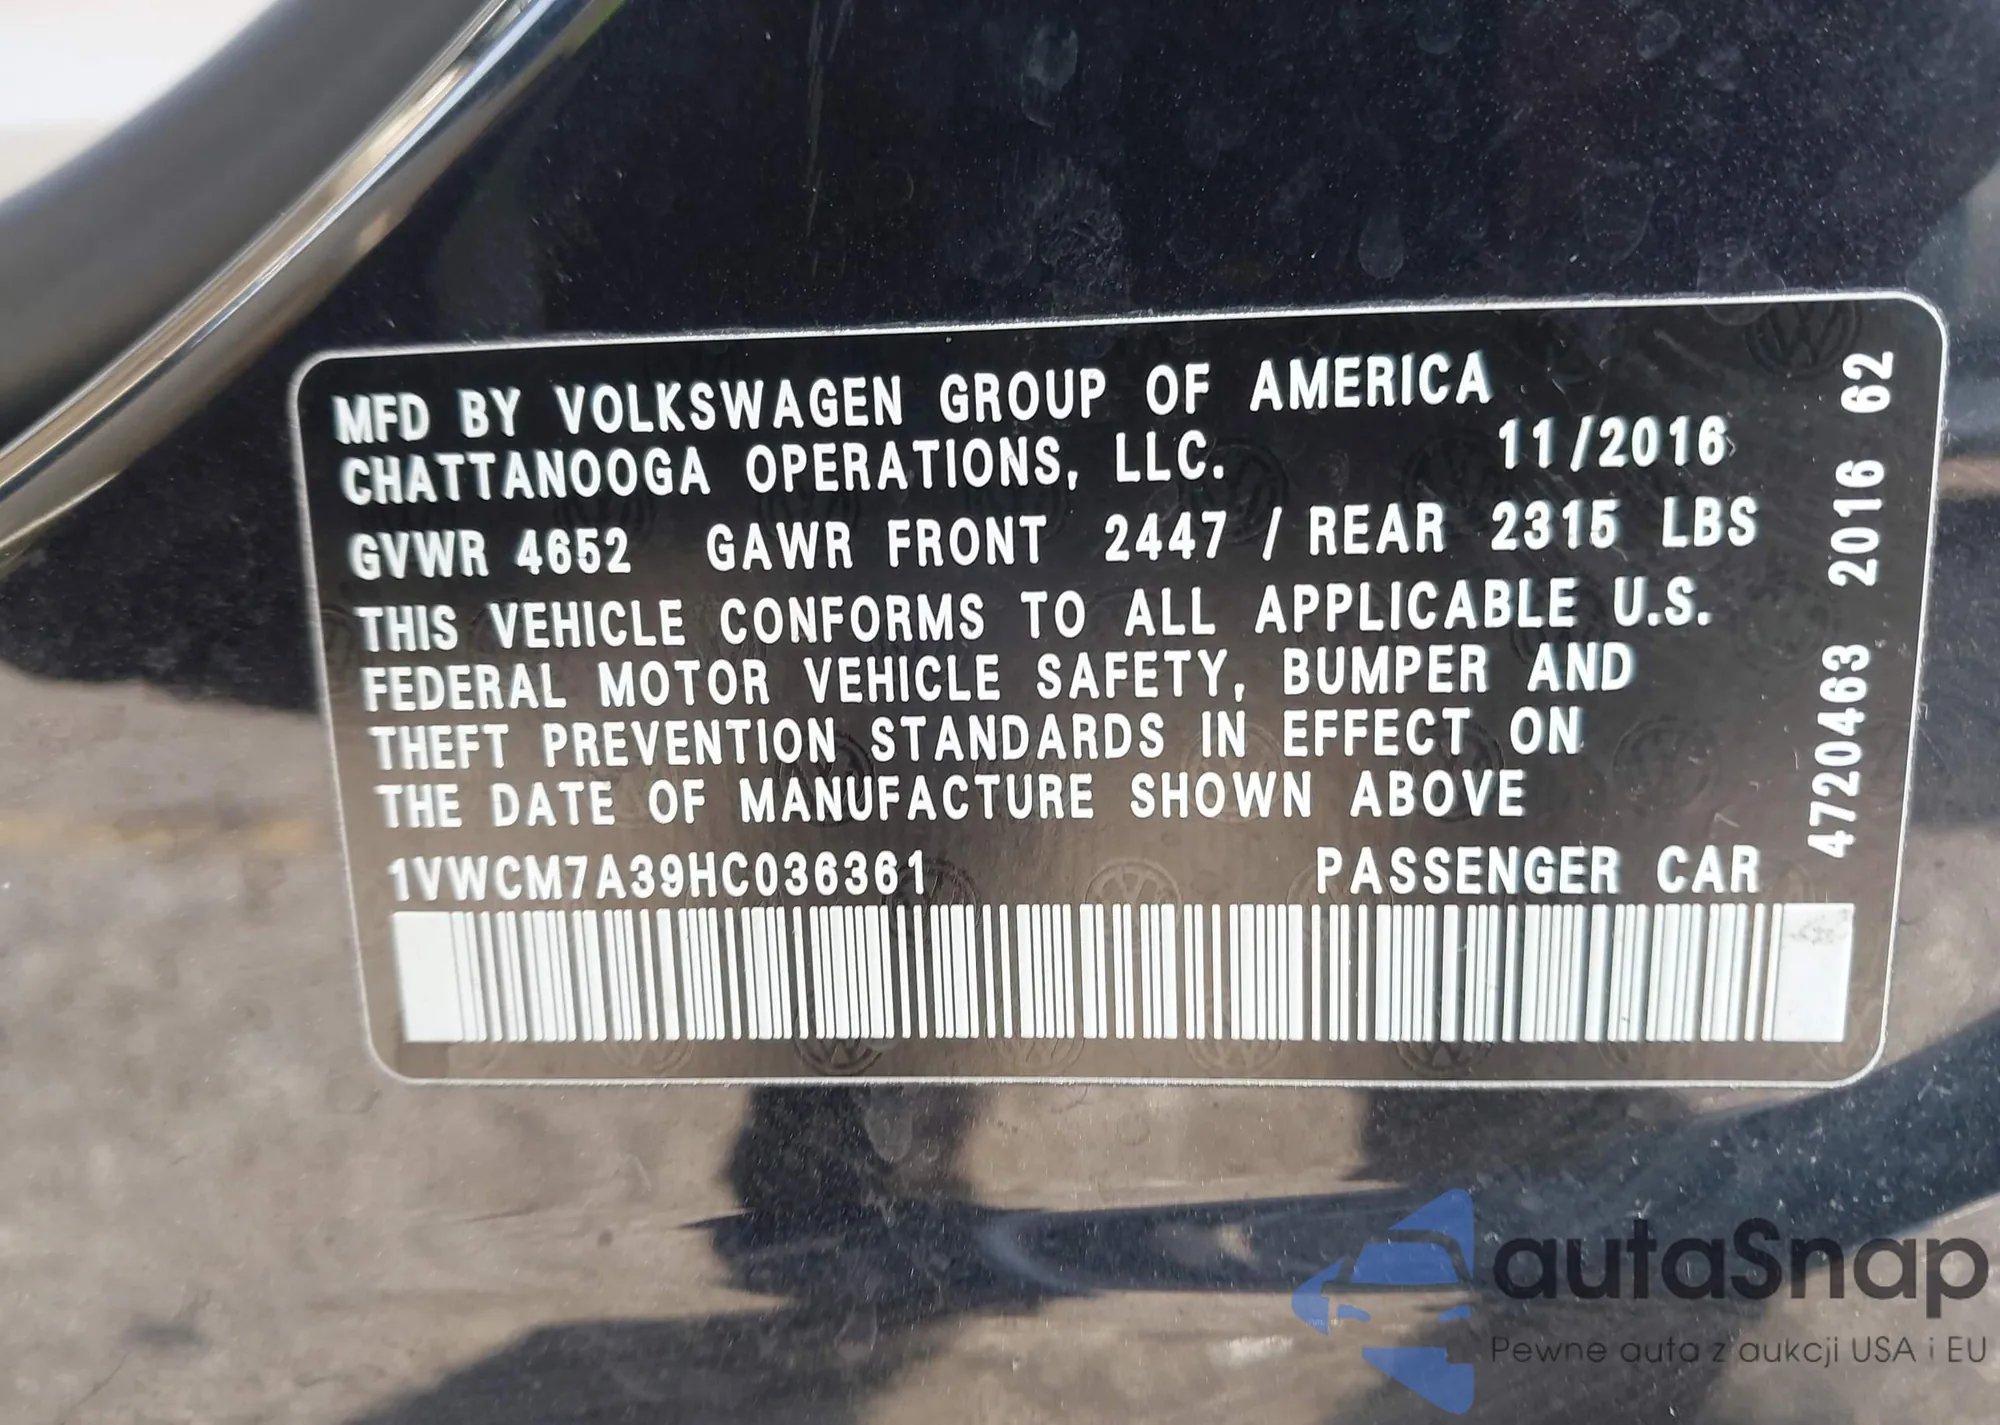 MFD BY VOLKSWAGEN GROUP OF AMERICA
CHATTANOOGA OPERATIONS, LLC. 11/2016
GVWR 4652 GAWR FRONT 2447 / REAR 2315 LBS
THIS VEHICLE CONFORMS TO ALL APPLICABLE U.S.
FEDERAL MOTOR VEHICLE SAFETY, BUMPER AND
THEFT PREVENTION STANDARDS IN EFFECT ON
THE DATE OF MANUFACTURE SHOWN ABOVE
1VWCM7A39HC036361 PASSENGER CAR
4720463 2016 62
autaSnap
Pewne auta z aukcji USA i EU